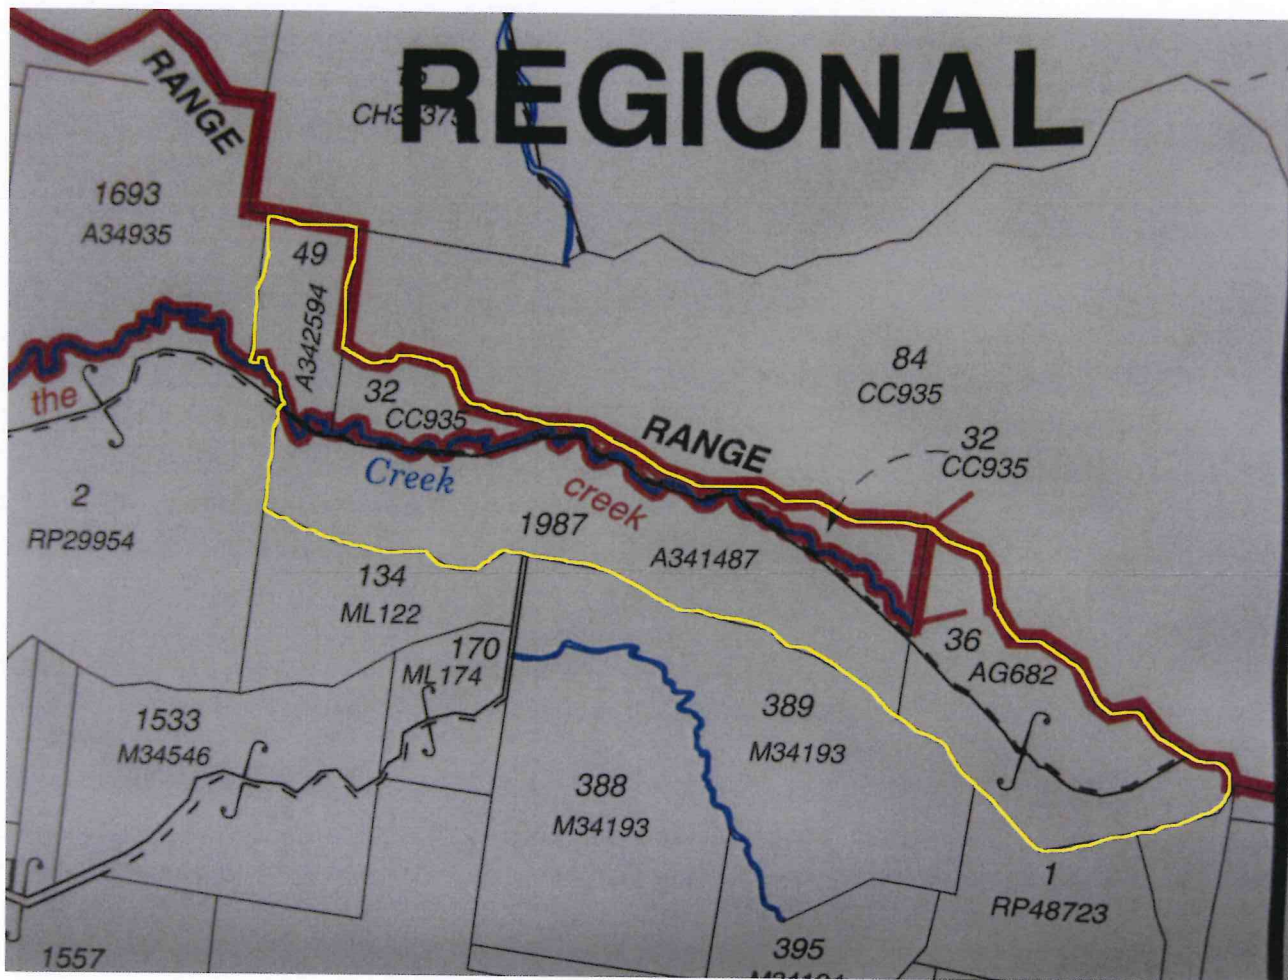 REGIONAL
RANGE
1693
A34935
49
A342594
the
32
CC935
84
CC935
RANGE
32
CC935
Creek
creek
2
RP29954
1987
A341487
134
ML122
170
ML174
36
AG682
389
M34193
1533
M34546
388
M34193
1
RP48723
395
1557